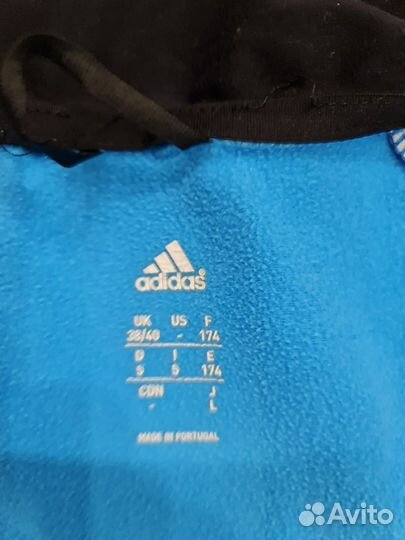 adidas®
UK US F
38/40 - 174
D I E
S S 174
CDN J
- L
MADE IN PORTUGAL
Avito